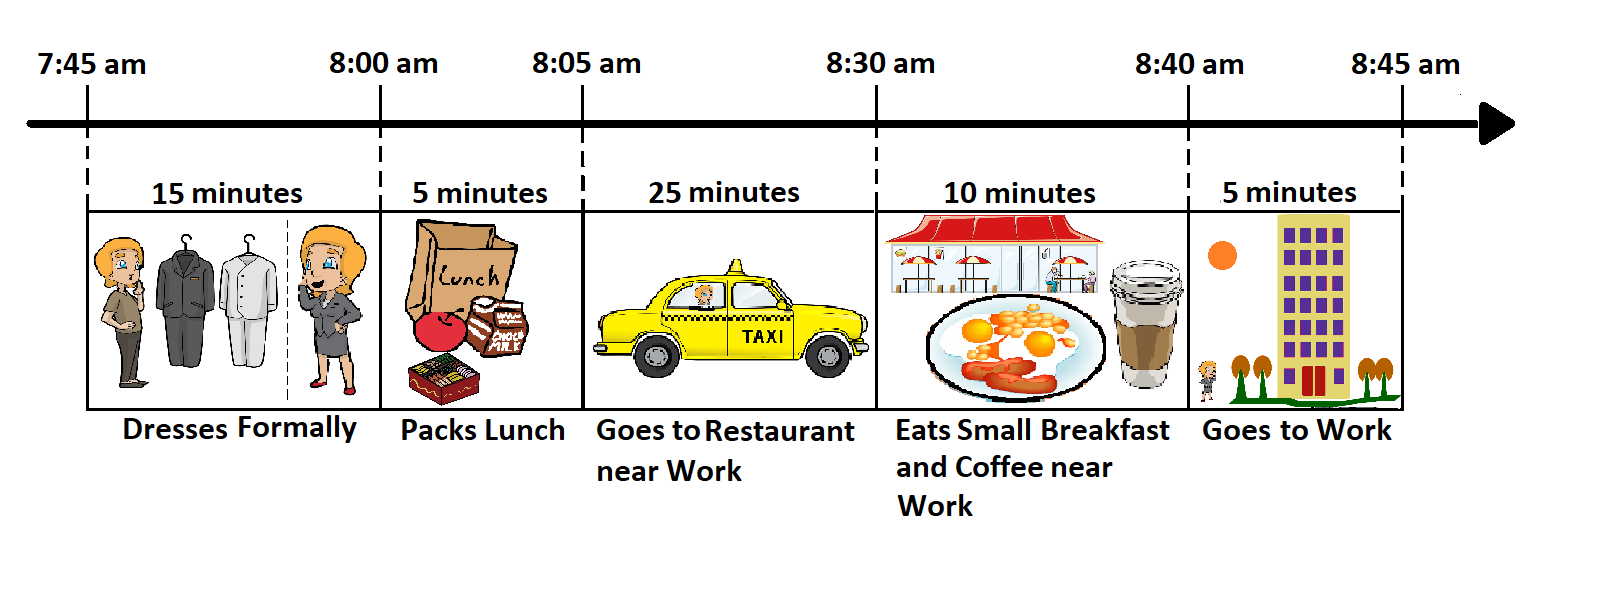 7:45 am 8:00 am 8:05 am 8:30 am 8:40 am 8:45 am
15 minutes 5 minutes 25 minutes 10 minutes 5 minutes
Lunch
CHOCO
MILK
TAXI
Dresses Formally
Packs Lunch
Goes to Restaurant
near Work
Eats Small Breakfast
and Coffee near
Work
Goes to Work